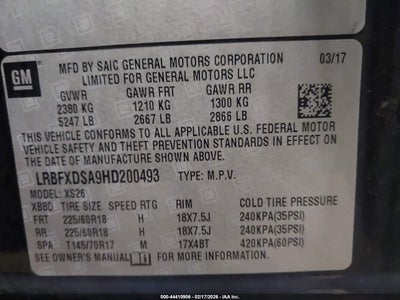 GM
MFD BY SAIC GENERAL MOTORS CORPORATION 03/17
LIMITED FOR GENERAL MOTORS LLC
GVWR GAWR FRT GAWR RR
2380 KG 1210 KG 1300 KG
5247 LB 2667 LB 2866 LB
THIS VEHICLE CONFORMS TO ALL APPLICABLE U.S. FEDERAL MOTOR
VEHICLE SAFETY AND THEFT PREVENTION STANDARDS IN EFFECT
ON THE DATE OF MANUFACTURE SHOWN ABOVE.
LRBFXDSA9HD200493 TYPE: M.P.V.
MODEL: XS26
XBBD TIRE SIZE SPEED RTG RIM COLD TIRE PRESSURE
FRT 225/60R18 H 18X7.5J 240KPA(35PSI)
RR 225/60R18 H 18X7.5J 240KPA(35PSI)
SPA T145/70R17 M 17X4BT 420KPA(60PSI)
SEE OWNER'S MANUAL FOR MORE INFORMATION.
000-44410906 - 02/17/2026 - IAAI.COM